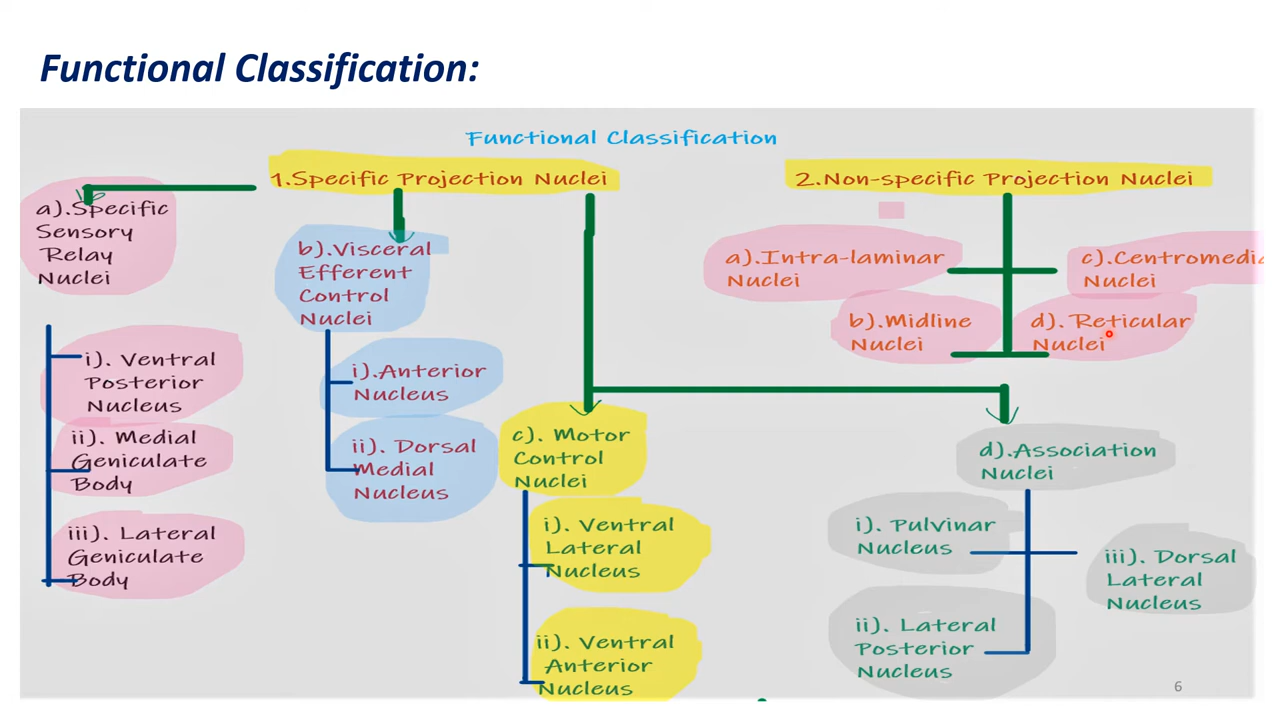 Functional Classification:
Functional Classification
1.Specific Projection Nuclei
2.Non-specific Projection Nuclei
a).Specific
Sensory
Relay
Nuclei
i). Ventral
Posterior
Nucleus
ii). Medial
Geniculate
Body
iii). Lateral
Geniculate
Body
b).Visceral
Efferent
Control
Nuclei
i).Anterior
Nucleus
ii). Dorsal
Medial
Nucleus
c). Motor
Control
Nuclei
i). Ventral
Lateral
Nucleus
ii). Ventral
Anterior
Nucleus
d).Association
Nuclei
i). Pulvinar
Nucleus
ii). Lateral
Posterior
Nucleus
iii). Dorsal
Lateral
Nucleus
a).Intra-laminar
Nuclei
b).Midline
Nuclei
c).Centromedia
Nuclei
d). Reticular
Nuclei
6